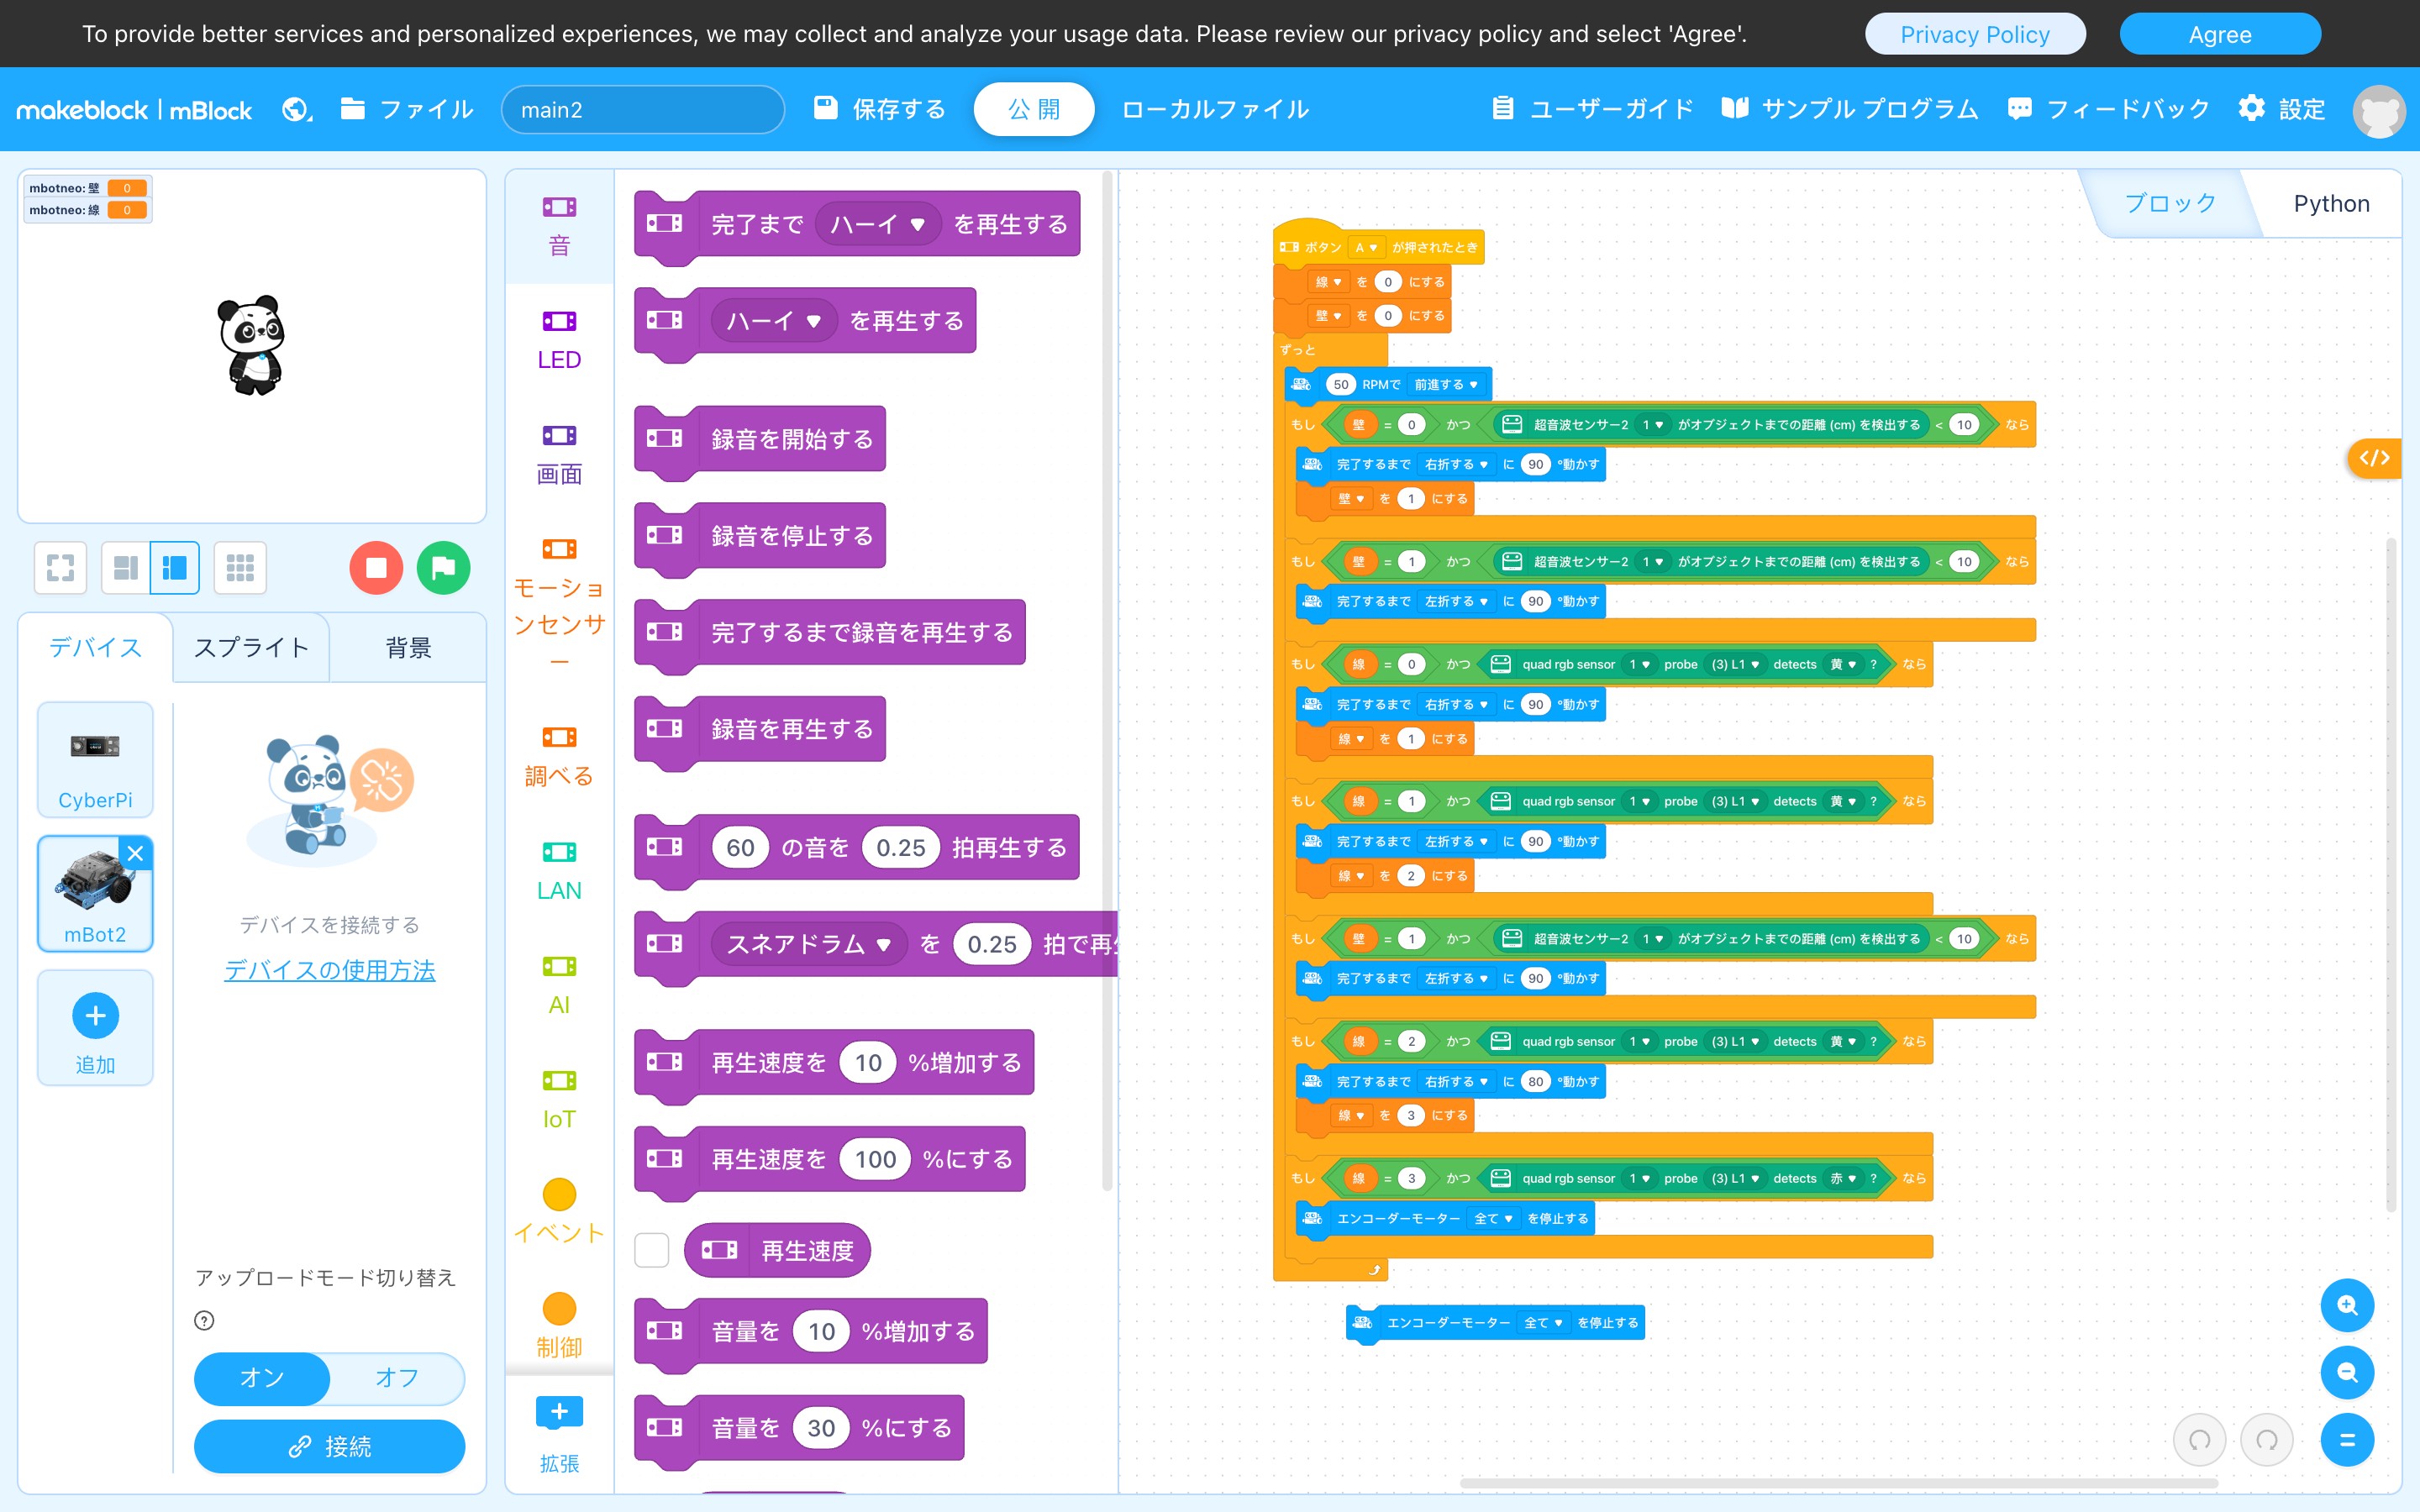 To provide better services and personalized experiences, we may collect and analyze your usage data. Please review our privacy policy and select 'Agree'.
Privacy Policy
Agree
makeblock | mBlock
ファイル
main2
保存する
公開
ローカルファイル
ユーザーガイド
サンプル プログラム
フィードバック
設定
mbotneo: 壁 0
mbotneo: 線 0
デバイス
スプライト
背景
CyberPi
mBot2
追加
デバイスを接続する
デバイスの使用方法
アップロードモード切り替え
?
オン
オフ
接続
音
LED
画面
モーショ
ンセンサ
ー
調べる
LAN
AI
IoT
イベント
制御
拡張
完了まで ハーイ を再生する
ハーイ を再生する
録音を開始する
録音を停止する
完了するまで録音を再生する
録音を再生する
60 の音を 0.25 拍再生する
スネアドラム を 0.25 拍で再
再生速度を 10 %増加する
再生速度を 100 %にする
再生速度
音量を 10 %増加する
音量を 30 %にする
ブロック
Python
</>
ボタン A が押されたとき
線 を 0 にする
壁 を 0 にする
ずっと
50 RPMで 前進する
もし 壁 = 0 かつ 超音波センサー2 1 がオブジェクトまでの距離 (cm) を検出する < 10 なら
完了するまで 右折する に 90 °動かす
壁 を 1 にする
もし 壁 = 1 かつ 超音波センサー2 1 がオブジェクトまでの距離 (cm) を検出する < 10 なら
完了するまで 左折する に 90 °動かす
もし 線 = 0 かつ quad rgb sensor 1 probe (3) L1 detects 黄 ? なら
完了するまで 右折する に 90 °動かす
線 を 1 にする
もし 線 = 1 かつ quad rgb sensor 1 probe (3) L1 detects 黄 ? なら
完了するまで 左折する に 90 °動かす
線 を 2 にする
もし 壁 = 1 かつ 超音波センサー2 1 がオブジェクトまでの距離 (cm) を検出する < 10 なら
完了するまで 左折する に 90 °動かす
もし 線 = 2 かつ quad rgb sensor 1 probe (3) L1 detects 黄 ? なら
完了するまで 右折する に 80 °動かす
線 を 3 にする
もし 線 = 3 かつ quad rgb sensor 1 probe (3) L1 detects 赤 ? なら
エンコーダーモーター 全て を停止する
エンコーダーモーター 全て を停止する